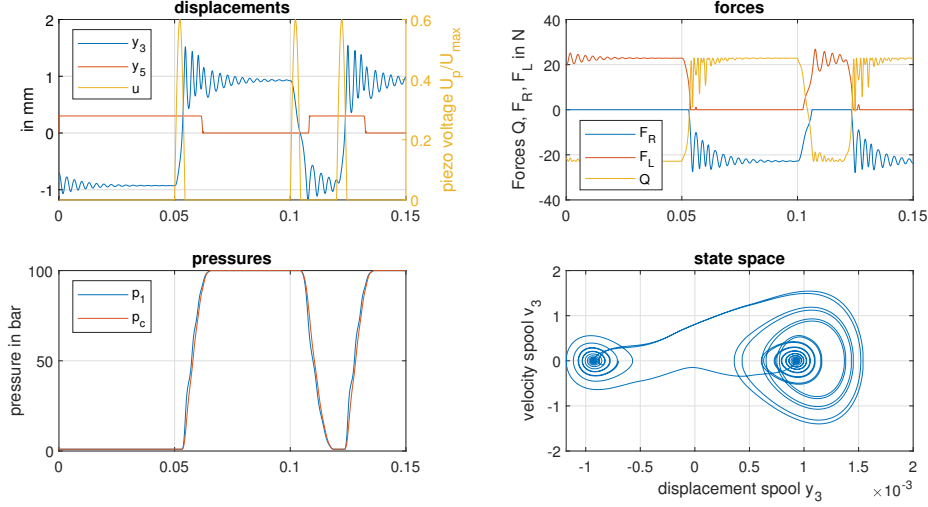 displacements
2
1
0
-1
in mm
y3
y5
u
0.6
0.4
0.2
0
piezo voltage Up/Umax
0 0.05 0.1 0.15
forces
40
20
0
-20
-40
Forces Q, FR, FL in N
FR
FL
Q
0 0.05 0.1 0.15
pressures
100
50
0
pressure in bar
p1
pc
0 0.05 0.1 0.15
state space
2
1
0
-1
-2
velocity spool v3
-1 -0.5 0 0.5 1 1.5 2
displacement spool y3 × 10-3